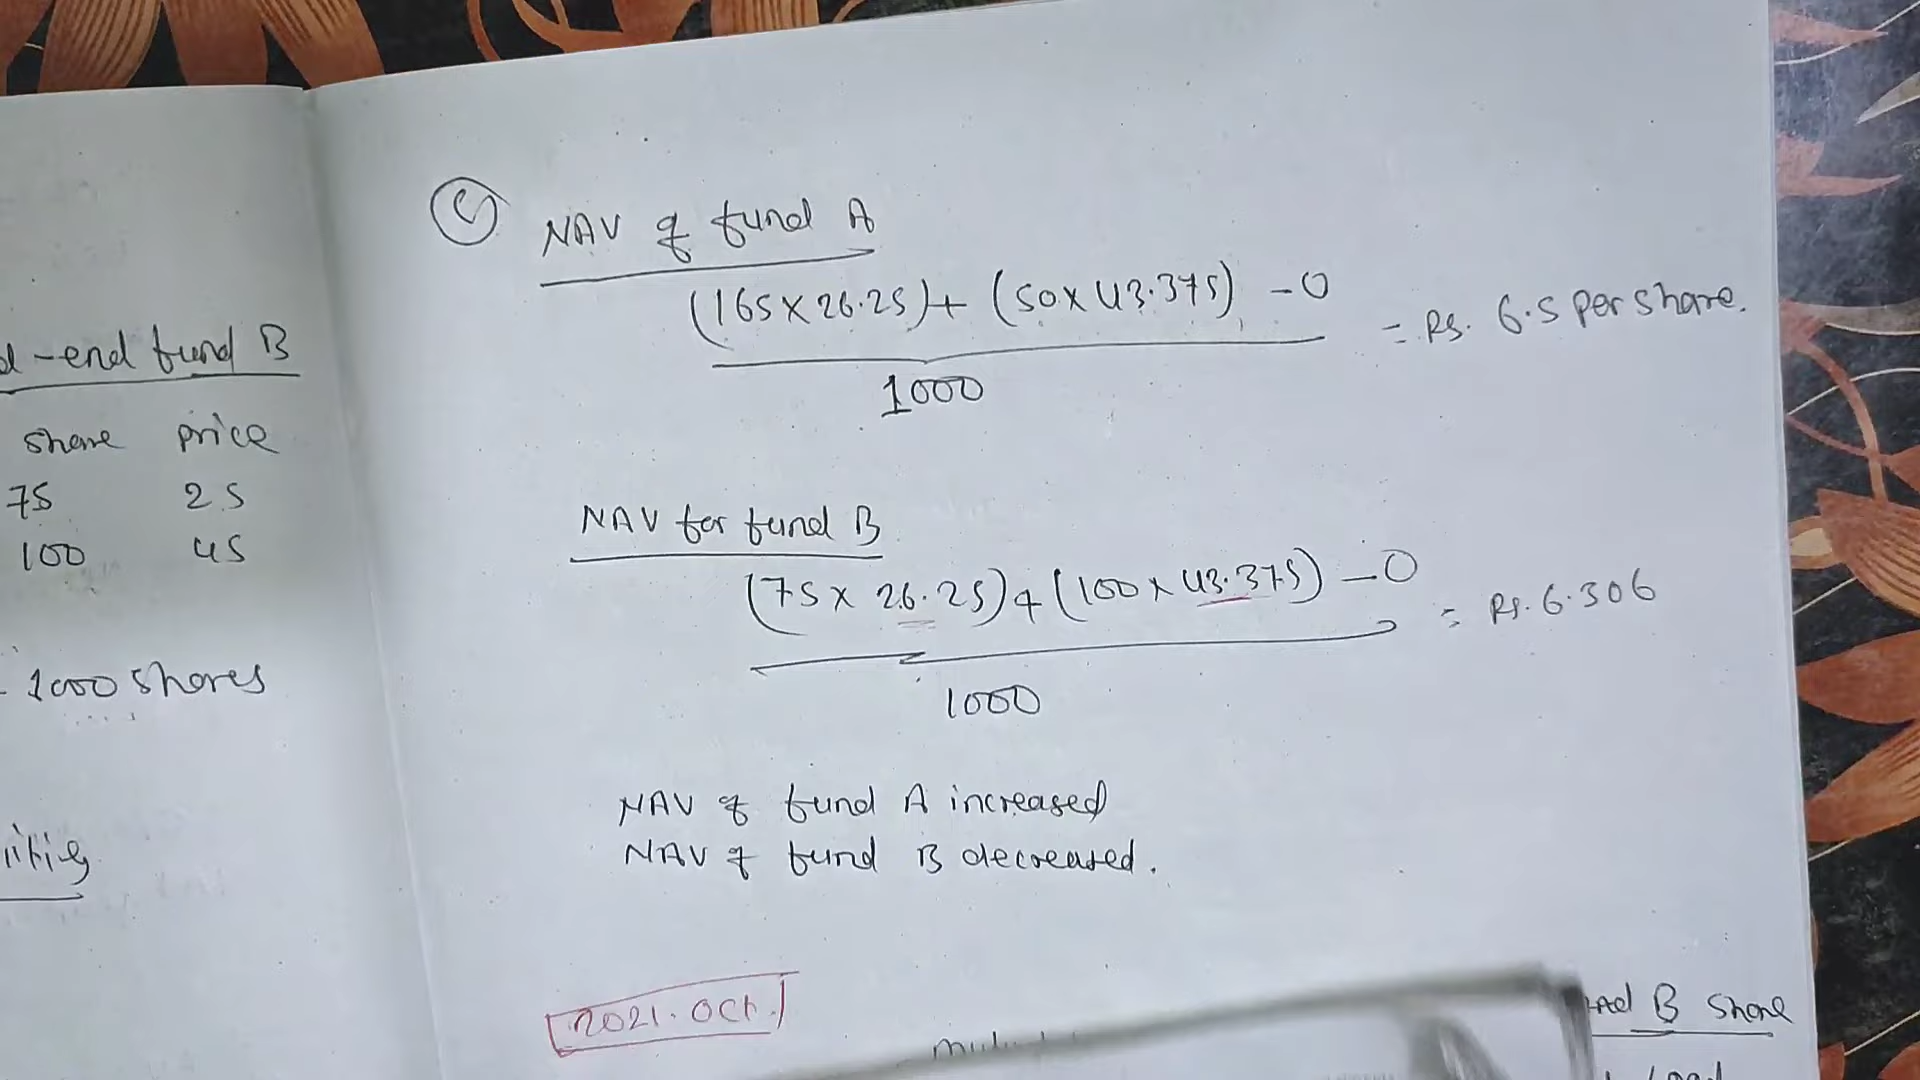 -end fund B
share price
75 25
100 45
1000 shares
c
NAV of fund A
(165 x 26.25) + (50 x 43.375) - 0
1000
= Rs. 6.5 per share.
NAV for fund B
(75 x 26.25) + (100 x 43.375) - 0
1000
= Rs. 6.306
NAV of fund A increased
NAV of fund B decreased.
2021. Oct.
B share